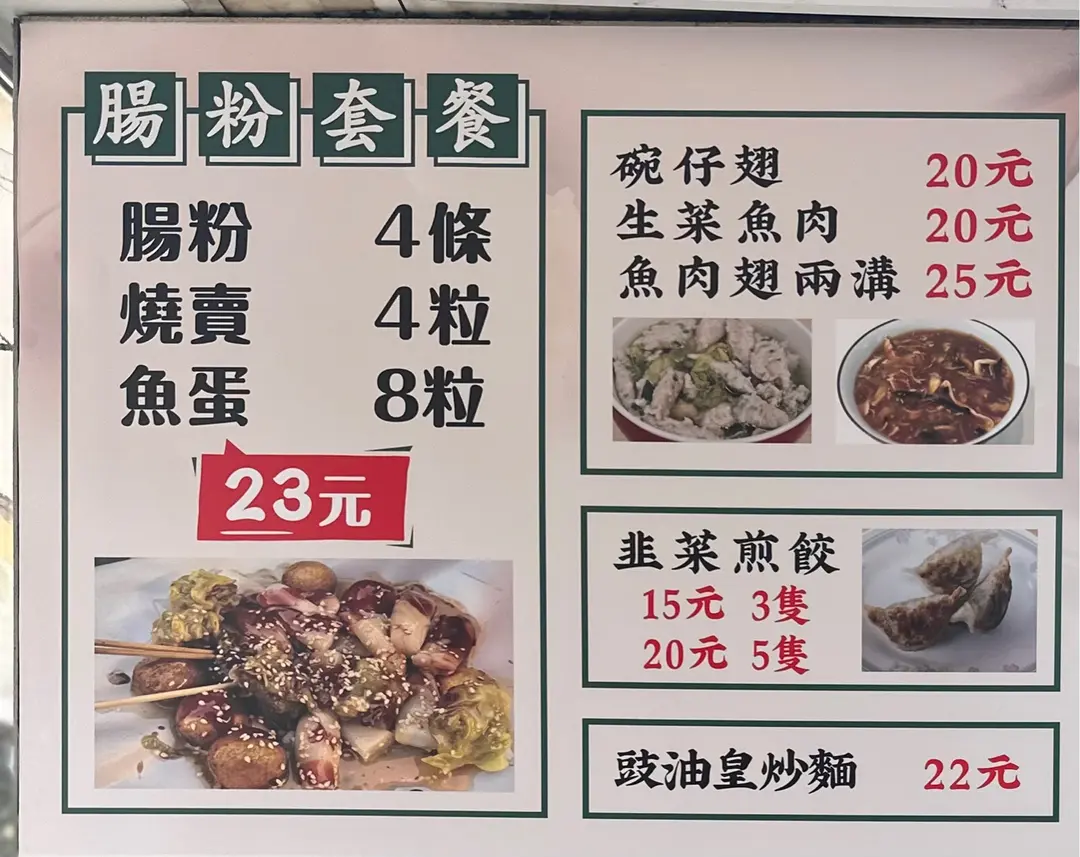 腸粉套餐
腸粉 4條
燒賣 4粒
魚蛋 8粒
23元
碗仔翅 20元
生菜魚肉 20元
魚肉翅兩溝 25元
韭菜煎餃
15元 3隻
20元 5隻
豉油皇炒麵 22元